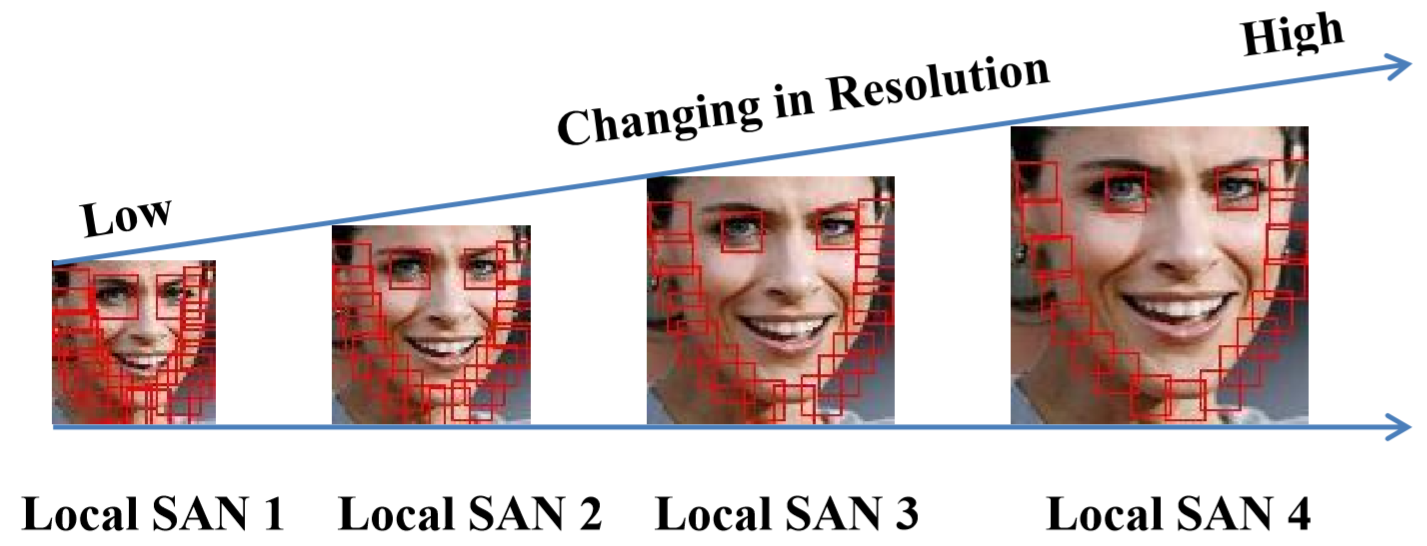 Low
Changing in Resolution
High
Local SAN 1
Local SAN 2
Local SAN 3
Local SAN 4